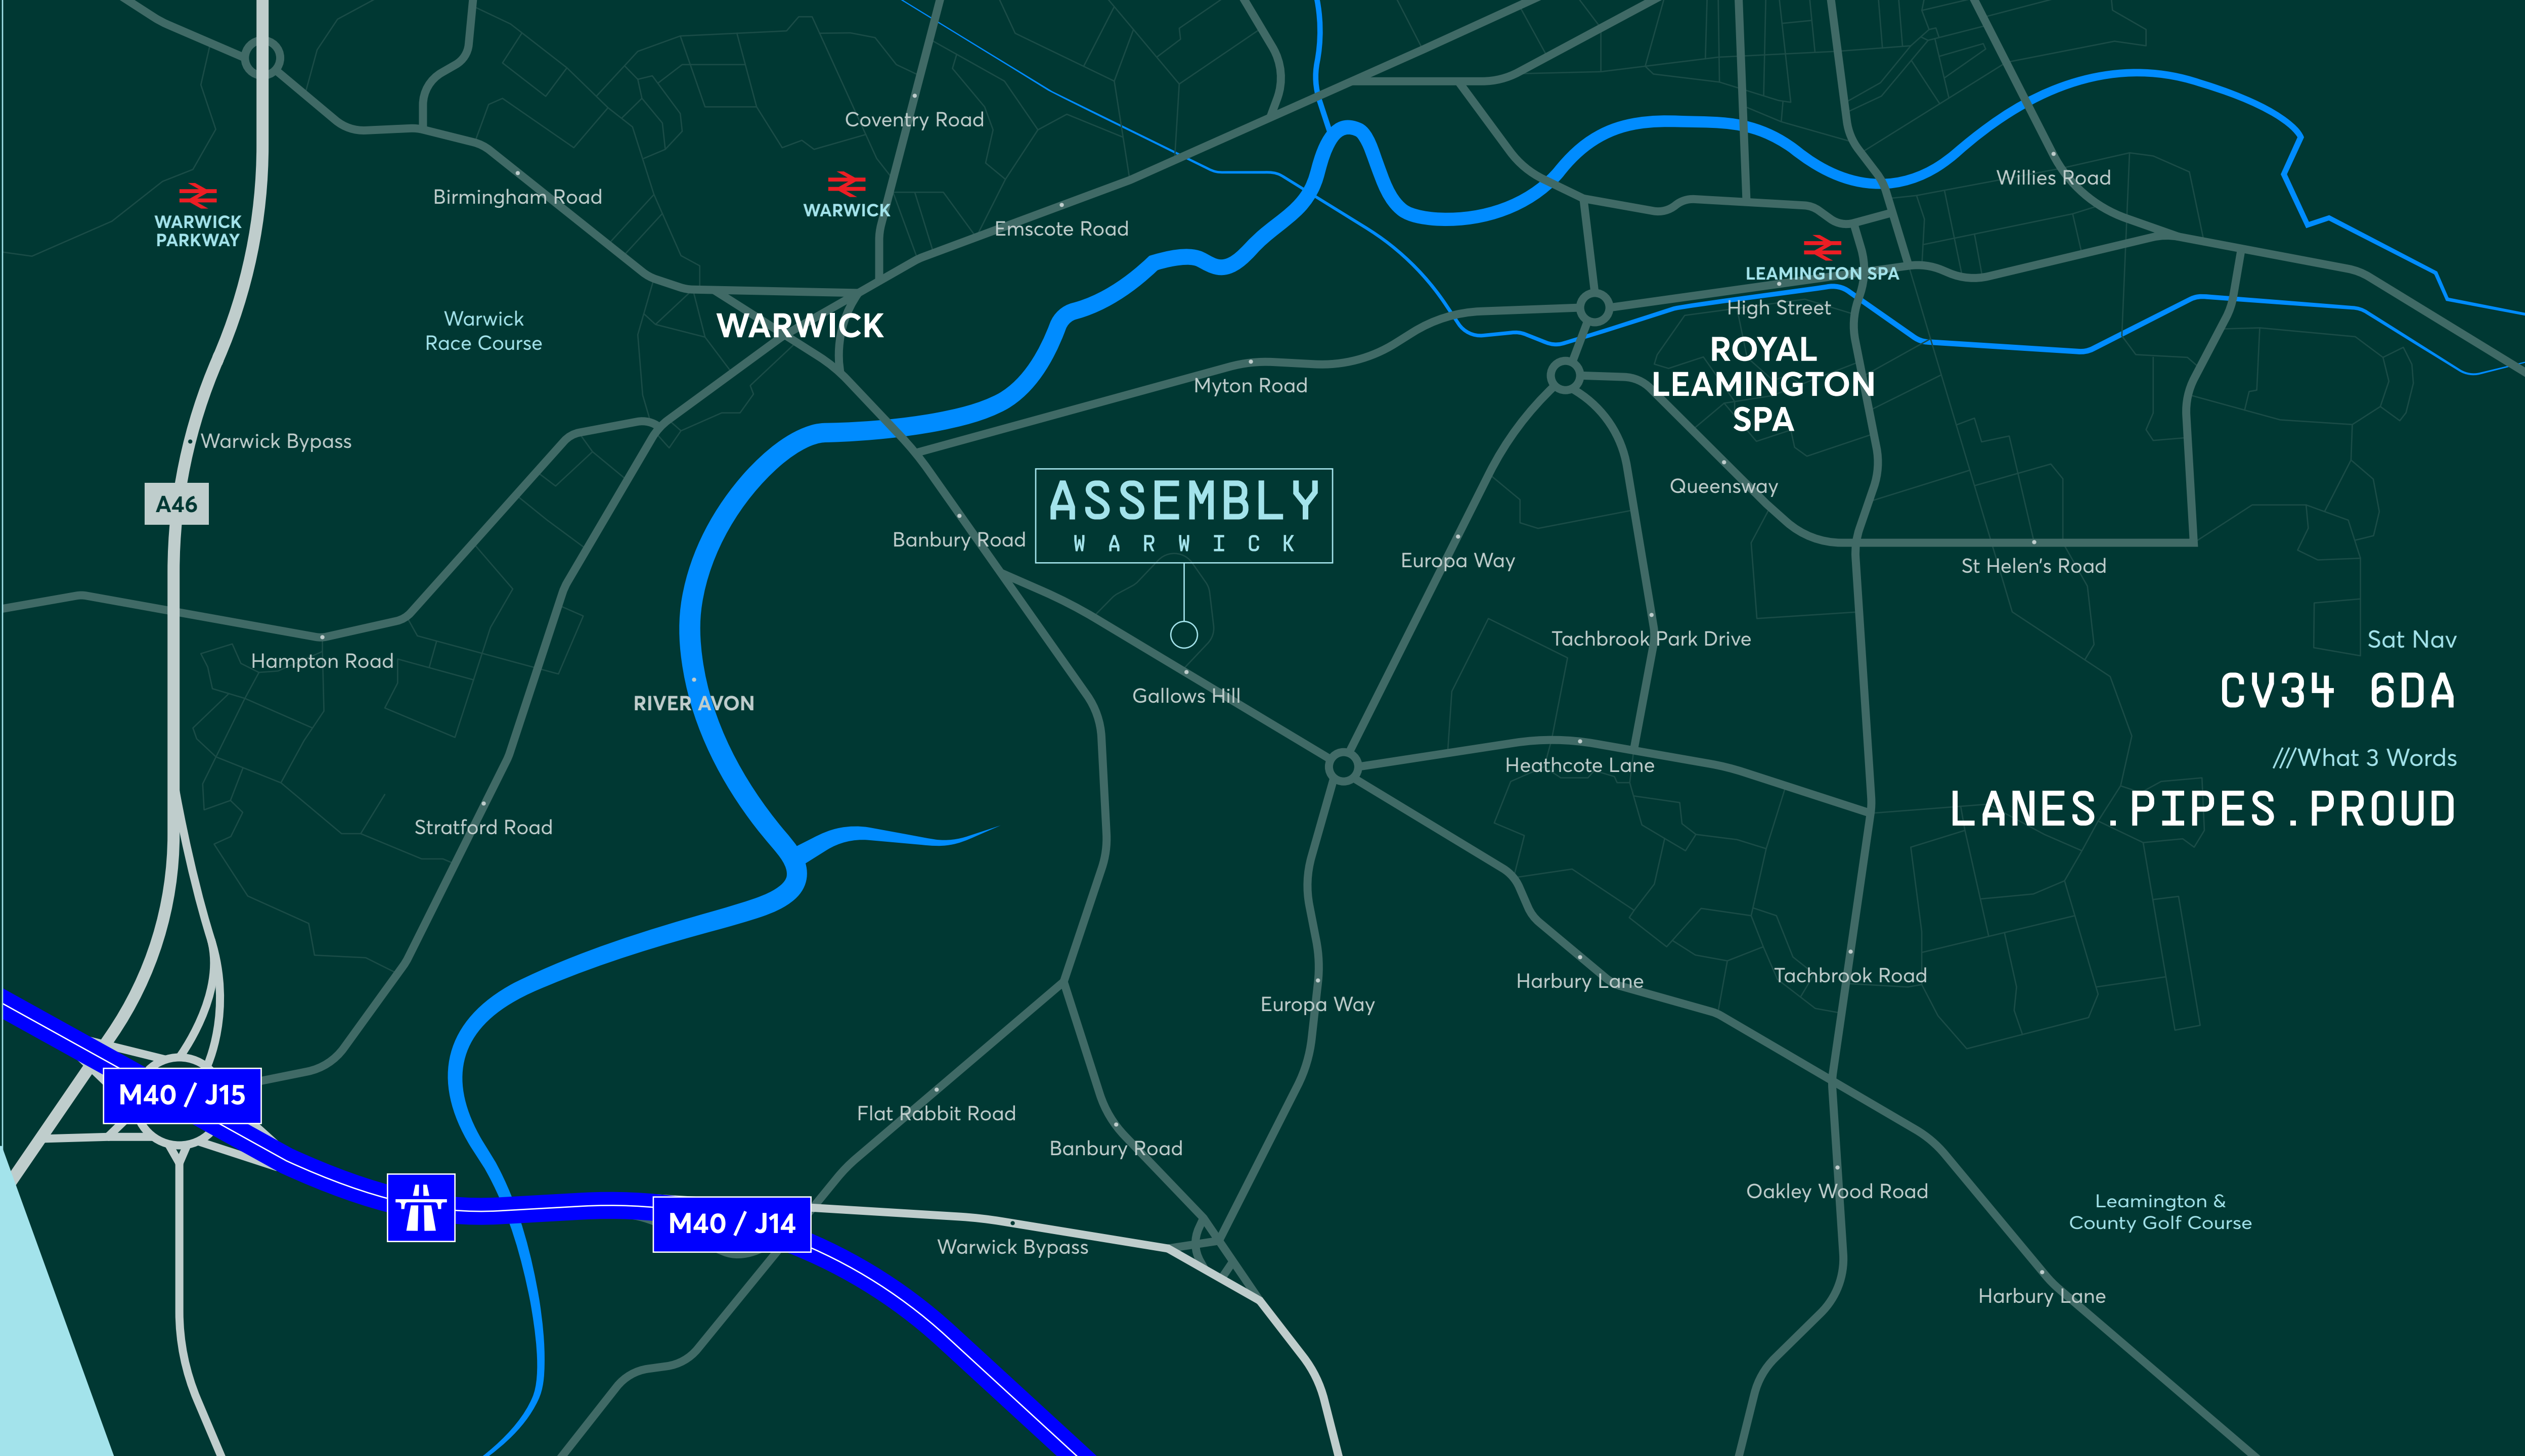 Coventry Road
Birmingham Road
WARWICK
PARKWAY
WARWICK
Emscote Road
Willies Road
LEAMINGTON SPA
High Street
Warwick
Race Course
WARWICK
ROYAL
LEAMINGTON
SPA
Myton Road
Warwick Bypass
A46
Queensway
ASSEMBLY
WARWICK
Banbury Road
Europa Way
St Helen's Road
Tachbrook Park Drive
Sat Nav
CV34 6DA
Hampton Road
RIVER AVON
Gallows Hill
Heathcote Lane
///What 3 Words
LANES.PIPES.PROUD
Stratford Road
Harbury Lane
Tachbrook Road
Europa Way
M40 / J15
Flat Rabbit Road
Banbury Road
Oakley Wood Road
Leamington &
County Golf Course
M40 / J14
Warwick Bypass
Harbury Lane